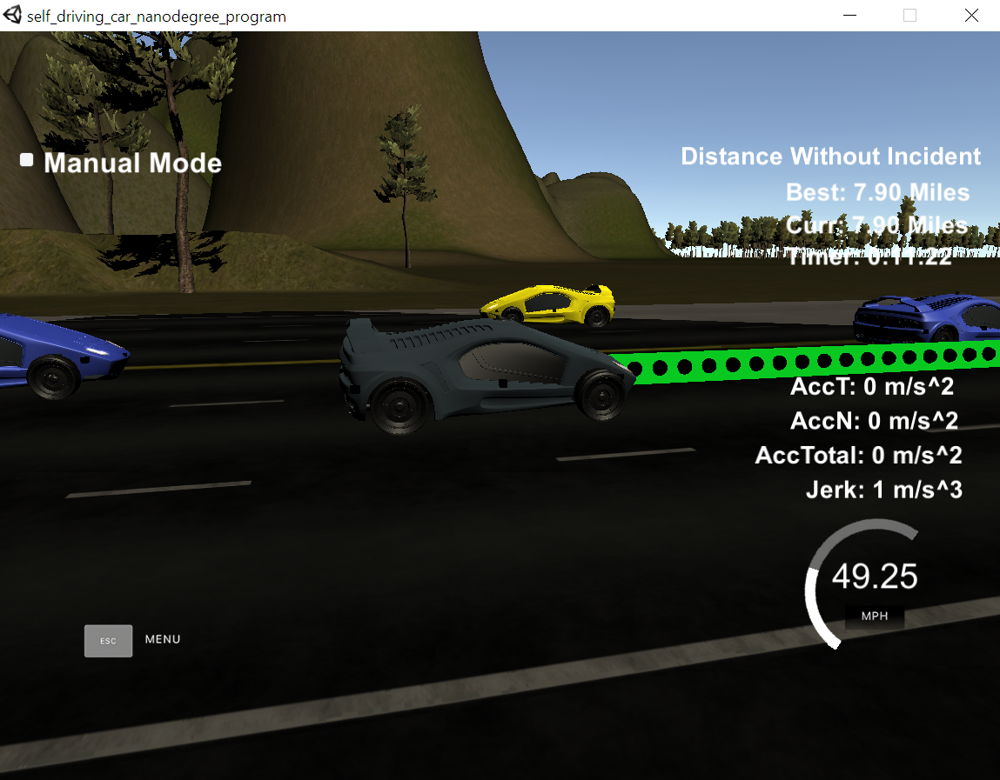 self_driving_car_nanodegree_program
Manual Mode
Distance Without Incident
Best: 7.90 Miles
Curr: 7.90 Miles
Timer: 0:11:22
AccT: 0 m/s^2
AccN: 0 m/s^2
AccTotal: 0 m/s^2
Jerk: 1 m/s^3
49.25
MPH
ESC MENU